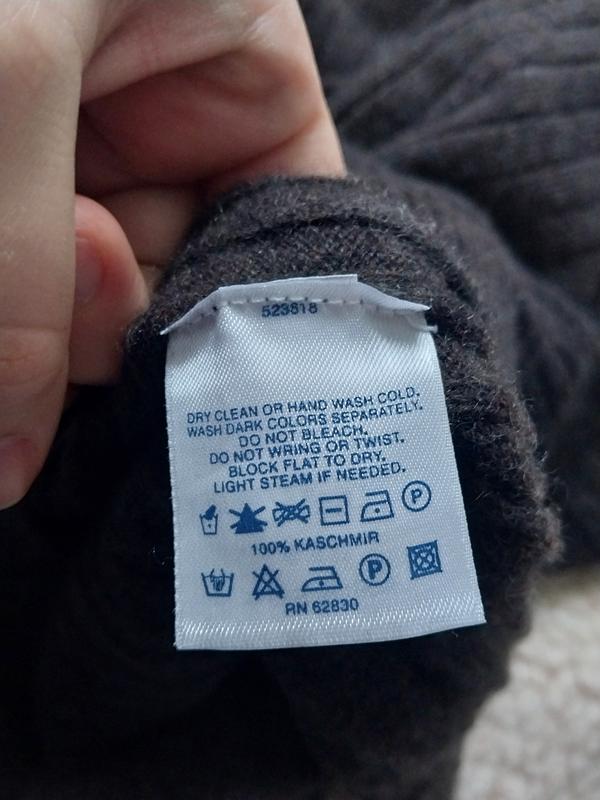 523618
DRY CLEAN OR HAND WASH COLD.
WASH DARK COLORS SEPARATELY.
DO NOT BLEACH.
DO NOT WRING OR TWIST.
BLOCK FLAT TO DRY.
LIGHT STEAM IF NEEDED.
P
100% KASCHMIR
P
RN 62830